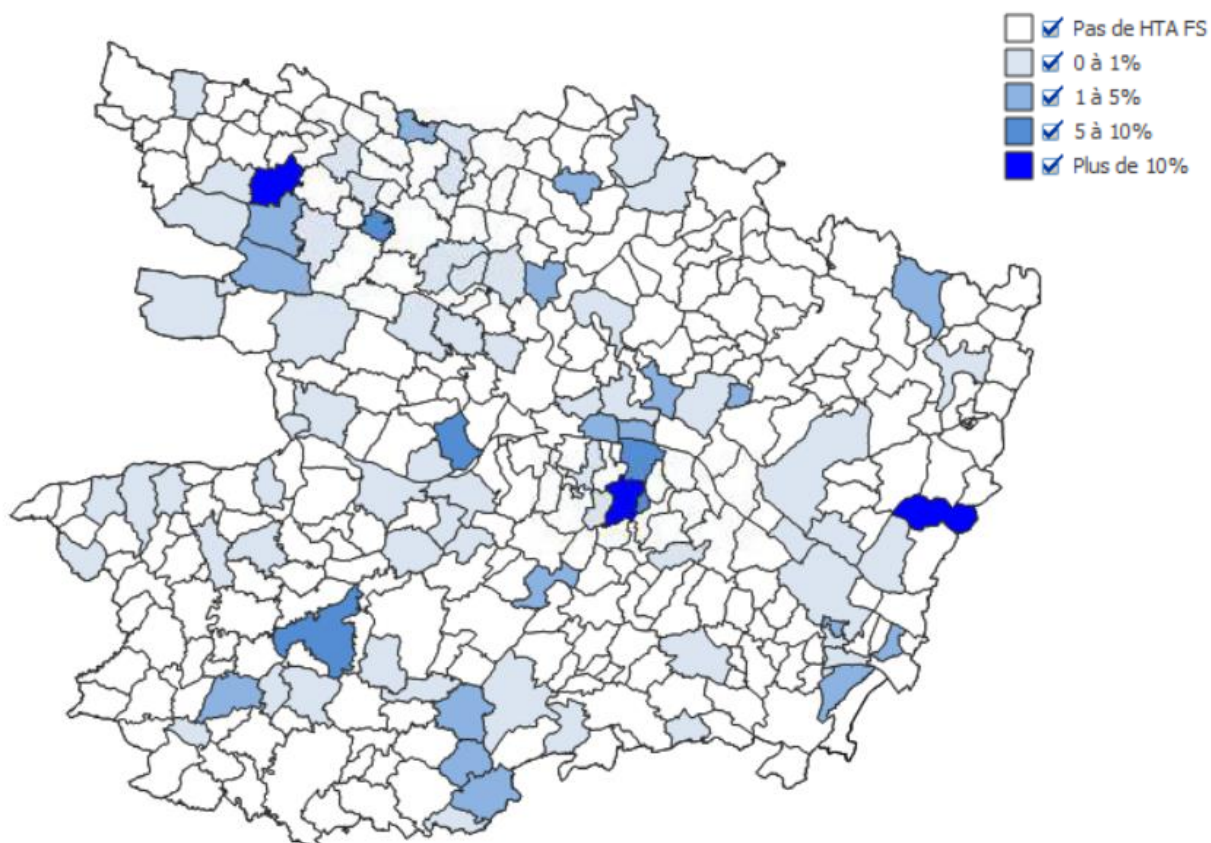 Pas de HTA FS
0 à 1%
1 à 5%
5 à 10%
Plus de 10%